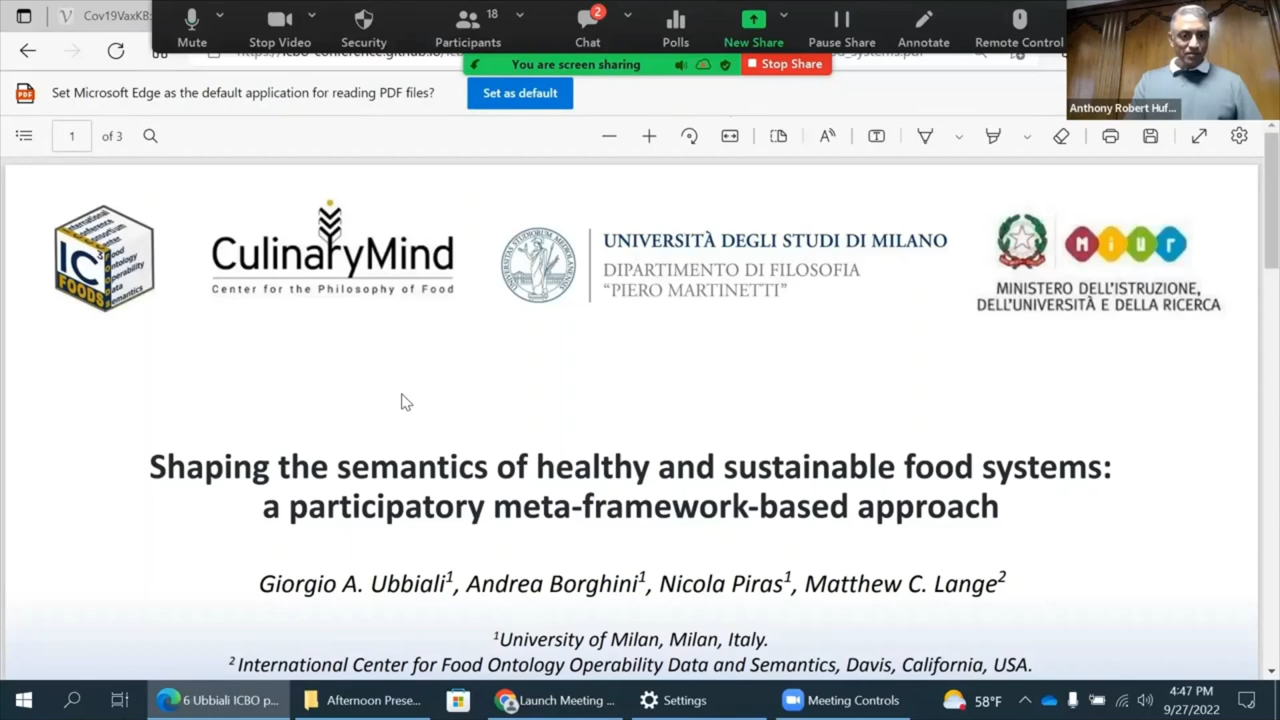 Cov19VaxKB:
Mute
Stop Video
Security
18
Participants
2
Chat
Polls
New Share
Pause Share
Annotate
Remote Control
You are screen sharing
Stop Share
Anthony Robert Huf...
PDF
Set Microsoft Edge as the default application for reading PDF files?
Set as default
1
of 3
IC3
FOODS
CulinaryMind
Center for the Philosophy of Food
UNIVERSITÀ DEGLI STUDI DI MILANO
DIPARTIMENTO DI FILOSOFIA
“PIERO MARTINETTI”
MIUR
MINISTERO DELL'ISTRUZIONE,
DELL'UNIVERSITÀ E DELLA RICERCA
Shaping the semantics of healthy and sustainable food systems:
a participatory meta-framework-based approach
Giorgio A. Ubbiali1, Andrea Borghini1, Nicola Piras1, Matthew C. Lange2
1University of Milan, Milan, Italy.
2 International Center for Food Ontology Operability Data and Semantics, Davis, California, USA.
6 Ubbiali ICBO p...
Afternoon Prese...
Launch Meeting ...
Settings
Meeting Controls
58°F
4:47 PM
9/27/2022